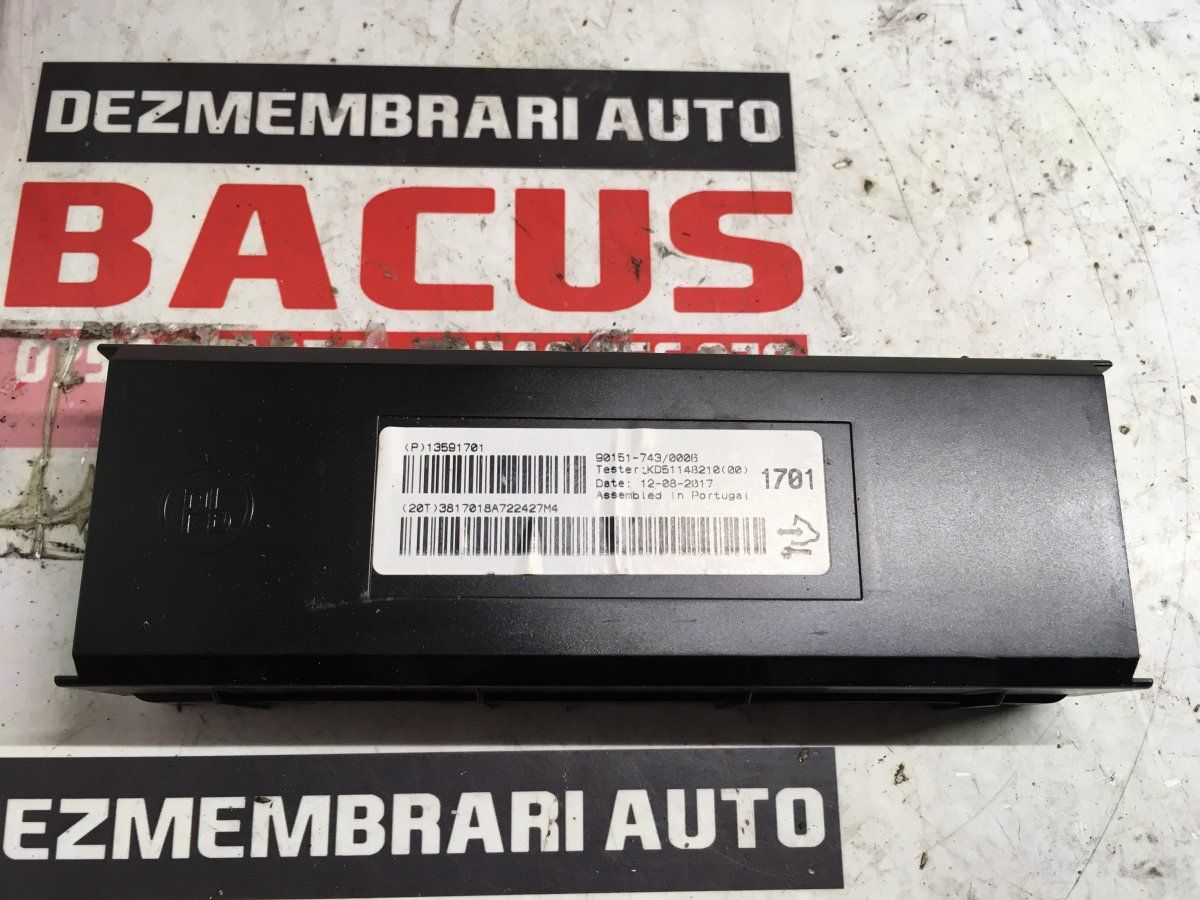 DEZMEMBRARI AUTO
BACUS
(P)13591701
90151-743/0006
Tester:KD51148210(00)
Date: 12-08-2017
Assembled in Portugal
1701
(20T)3817018A722427M4
EZMEMBRARI AUTO